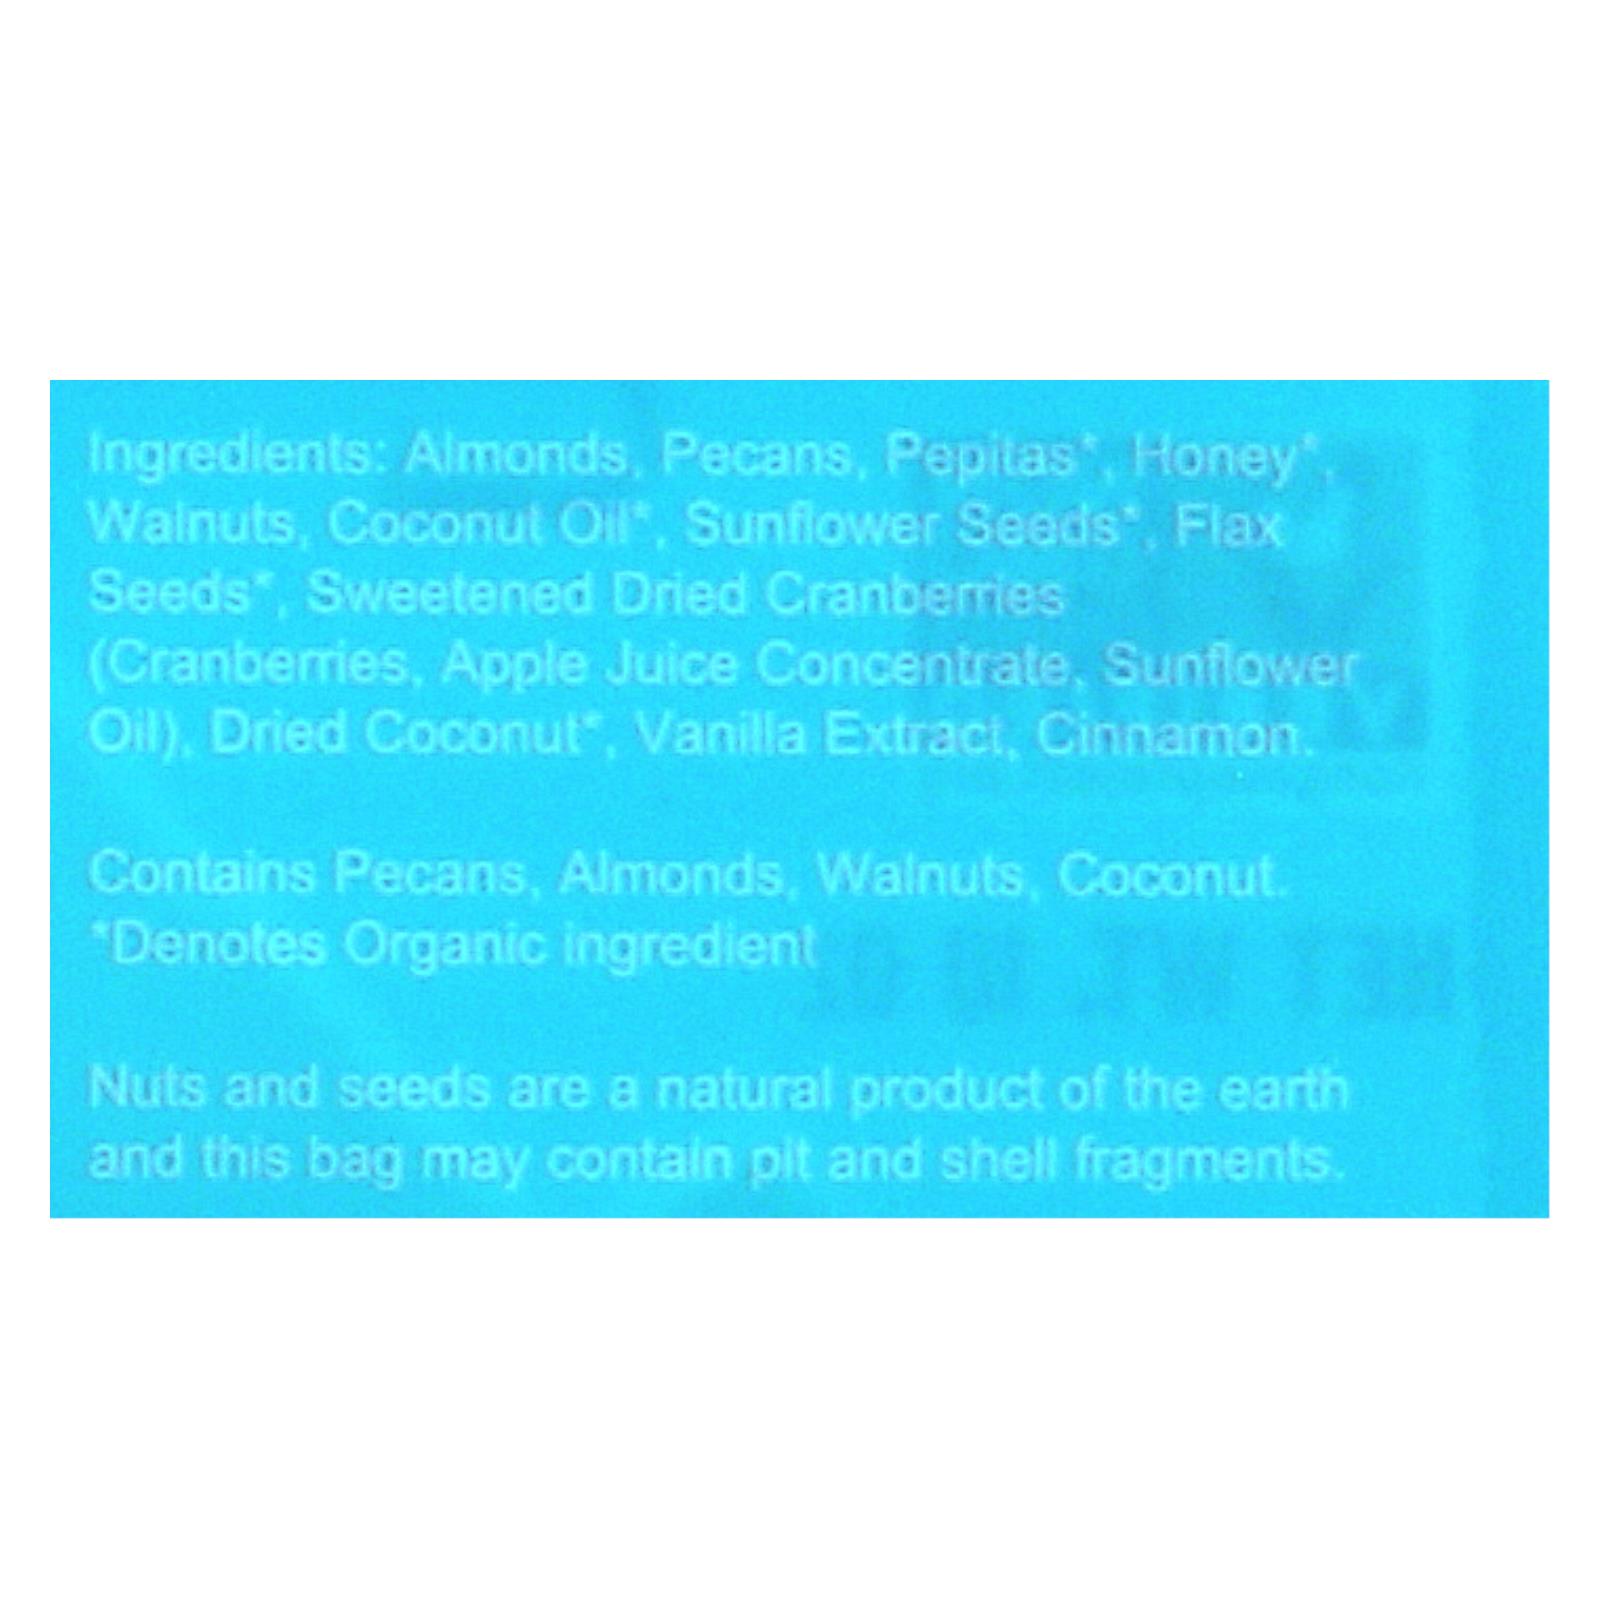 Ingredients: Almonds, Pecans, Pepitas*, Honey*,
Walnuts, Coconut Oil*, Sunflower Seeds*, Flax
Seeds*, Sweetened Dried Cranberries
(Cranberries, Apple Juice Concentrate, Sunflower
Oil), Dried Coconut*, Vanilla Extract, Cinnamon.
Contains Pecans, Almonds, Walnuts, Coconut.
*Denotes Organic ingredient
Nuts and seeds are a natural product of the earth
and this bag may contain pit and shell fragments.